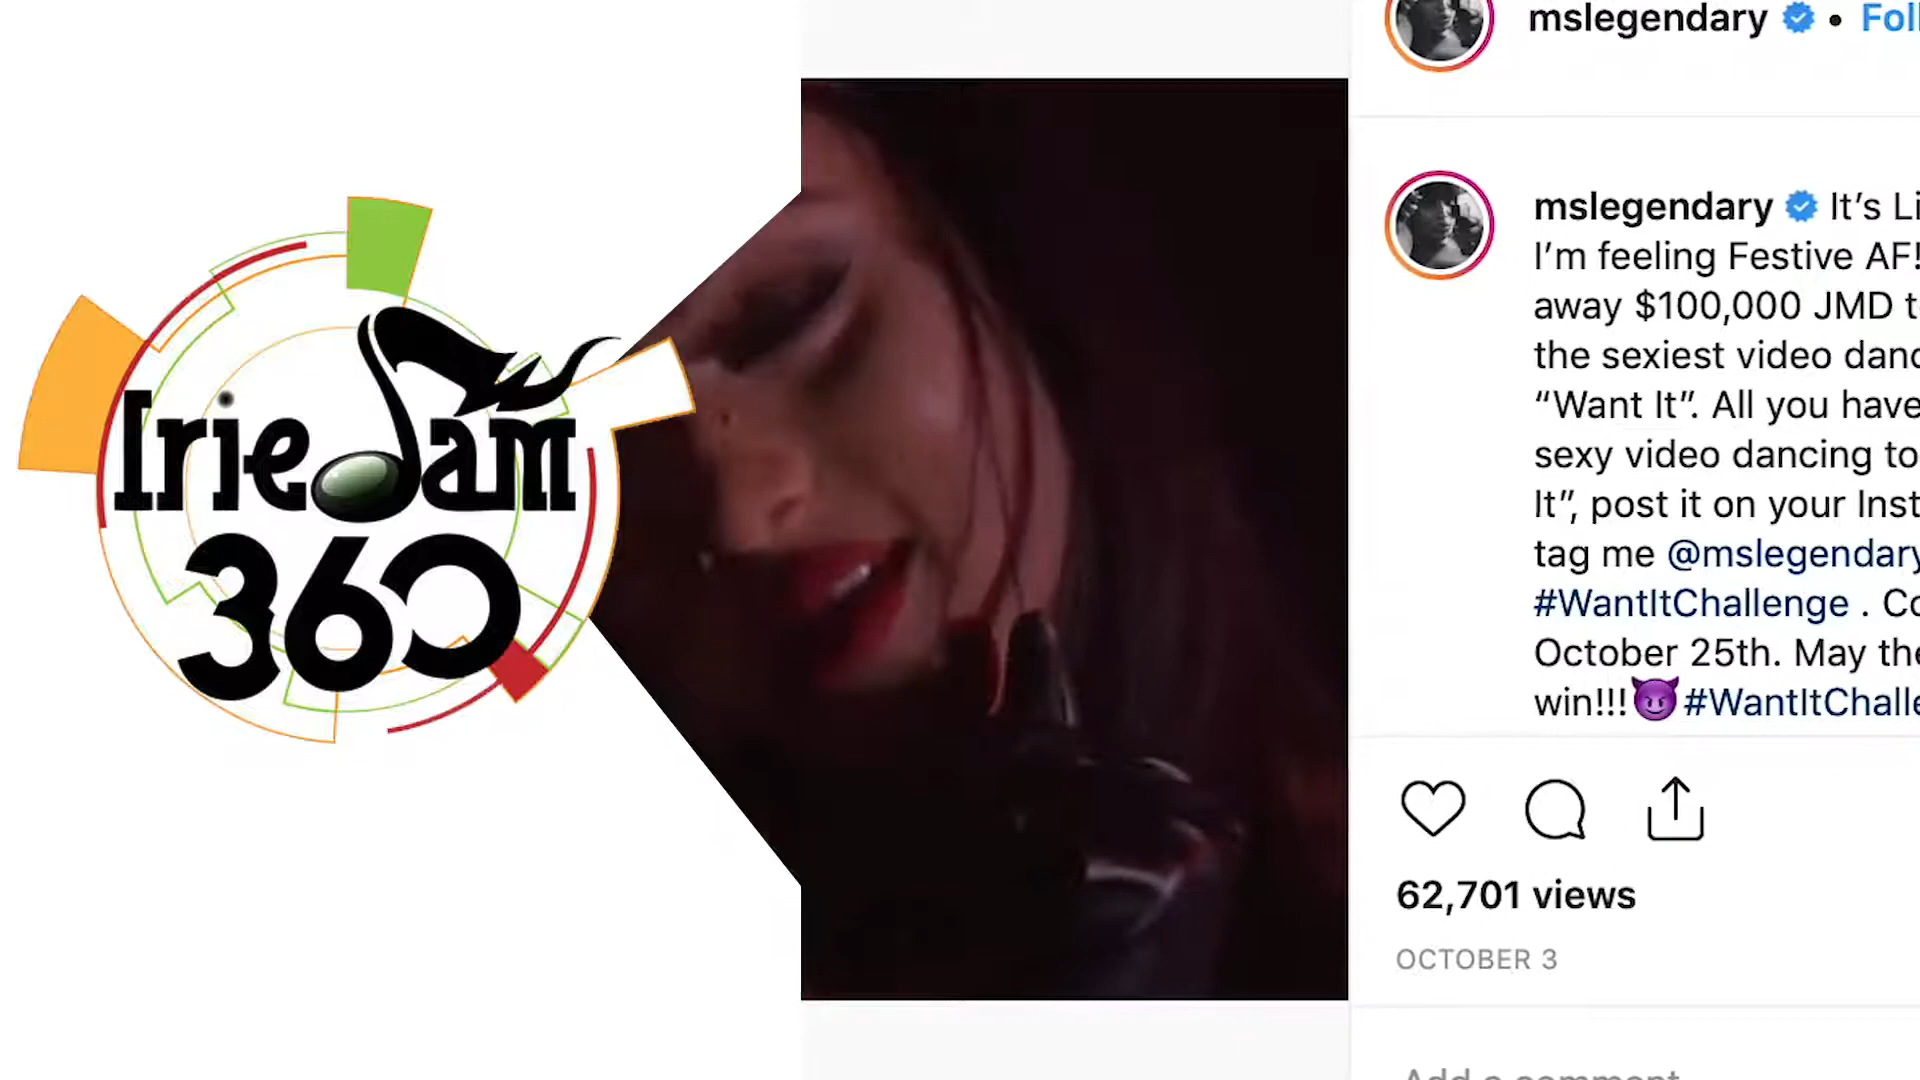 IrieJam
360
mslegendary • Foll
mslegendary It’s Li
I’m feeling Festive AF!
away $100,000 JMD t
the sexiest video danc
“Want It”. All you have
sexy video dancing to
It”, post it on your Inst
tag me @mslegendary
#WantItChallenge . Co
October 25th. May the
win!!!😈#WantItChalle
62,701 views
OCTOBER 3
Add a comment